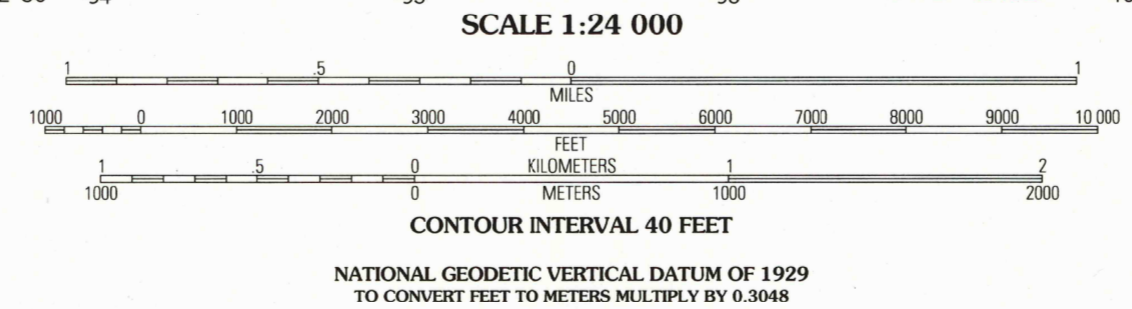 SCALE 1:24 000
1 .5 0 1
MILES
1000 0 1000 2000 3000 4000 5000 6000 7000 8000 9000 10 000
FEET
1 .5 0 KILOMETERS 1 2
1000 0 METERS 1000 2000
CONTOUR INTERVAL 40 FEET
NATIONAL GEODETIC VERTICAL DATUM OF 1929
TO CONVERT FEET TO METERS MULTIPLY BY 0.3048